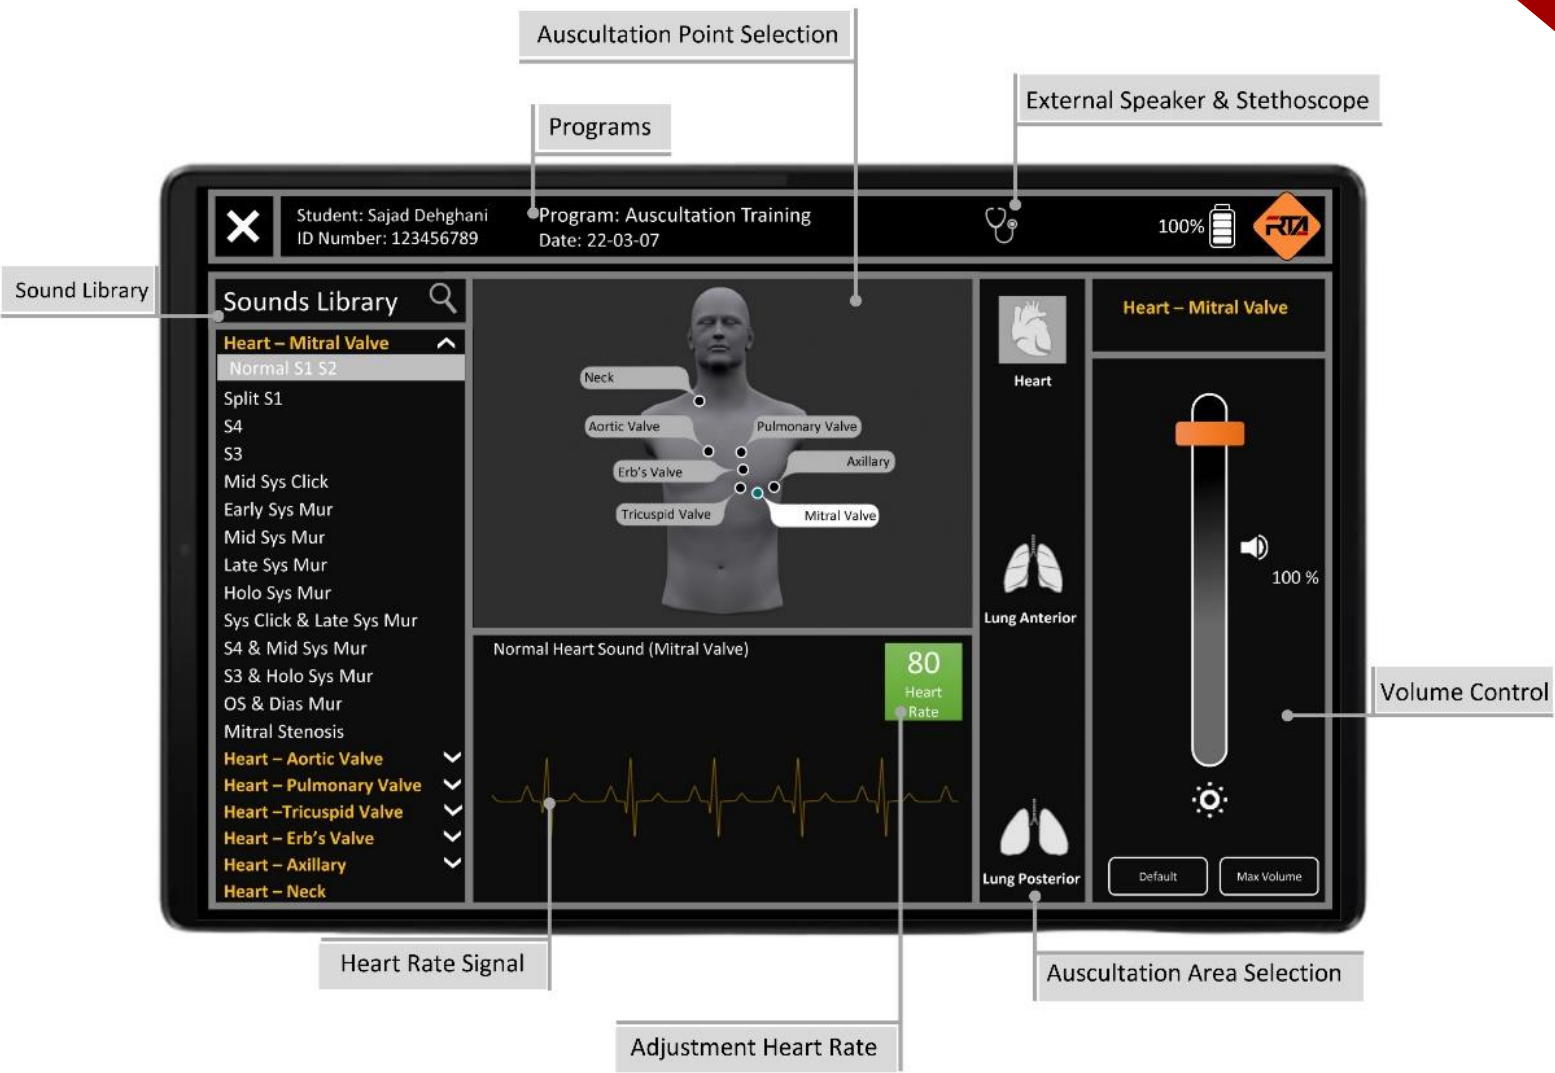 Auscultation Point Selection
External Speaker & Stethoscope
Programs
Student: Sajad Dehghani
ID Number: 123456789
Program: Auscultation Training
Date: 22-03-07
100%
RTA
Sound Library
Sounds Library
Heart – Mitral Valve
Normal S1 S2
Split S1
S4
S3
Mid Sys Click
Early Sys Mur
Mid Sys Mur
Late Sys Mur
Holo Sys Mur
Sys Click & Late Sys Mur
S4 & Mid Sys Mur
S3 & Holo Sys Mur
OS & Dias Mur
Mitral Stenosis
Heart – Aortic Valve
Heart – Pulmonary Valve
Heart –Tricuspid Valve
Heart – Erb's Valve
Heart – Axillary
Heart – Neck
Neck
Aortic Valve
Pulmonary Valve
Erb's Valve
Axillary
Tricuspid Valve
Mitral Valve
Normal Heart Sound (Mitral Valve)
80
Heart
Rate
Heart
Lung Anterior
Lung Posterior
Heart – Mitral Valve
100 %
Default
Max Volume
Volume Control
Heart Rate Signal
Auscultation Area Selection
Adjustment Heart Rate